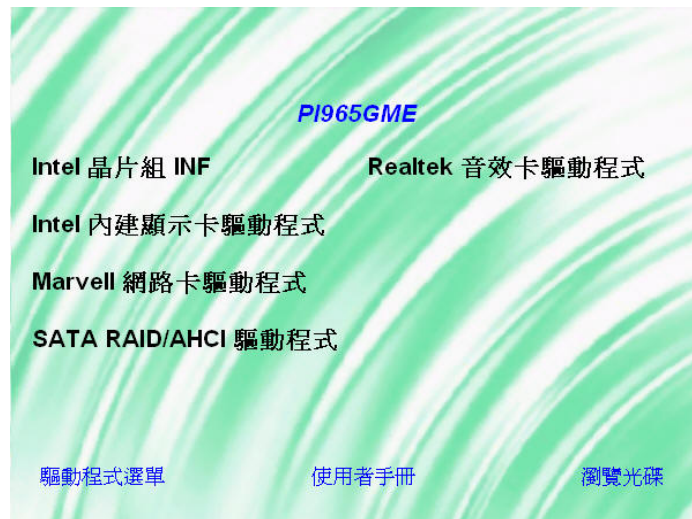 PI965GME
Intel 晶片組 INF
Realtek 音效卡驅動程式
Intel 內建顯示卡驅動程式
Marvell 網路卡驅動程式
SATA RAID/AHCI 驅動程式
驅動程式選單
使用者手冊
瀏覽光碟